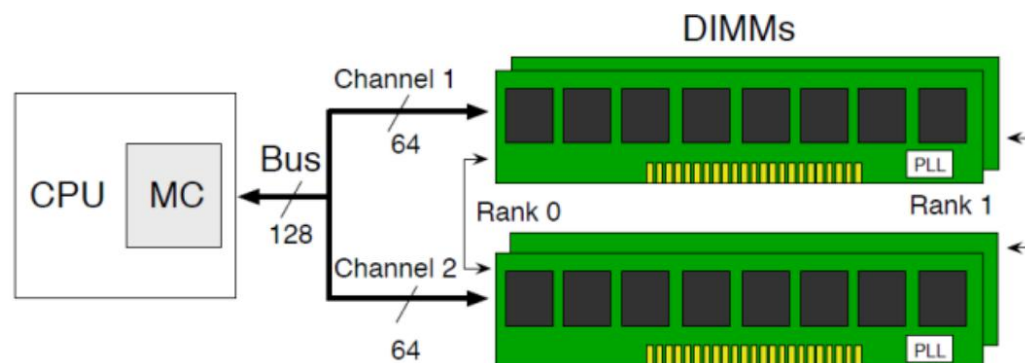 DIMMs
Channel 1
64
PLL
Bus
CPU
MC
128
Rank 0
Rank 1
Channel 2
64
PLL